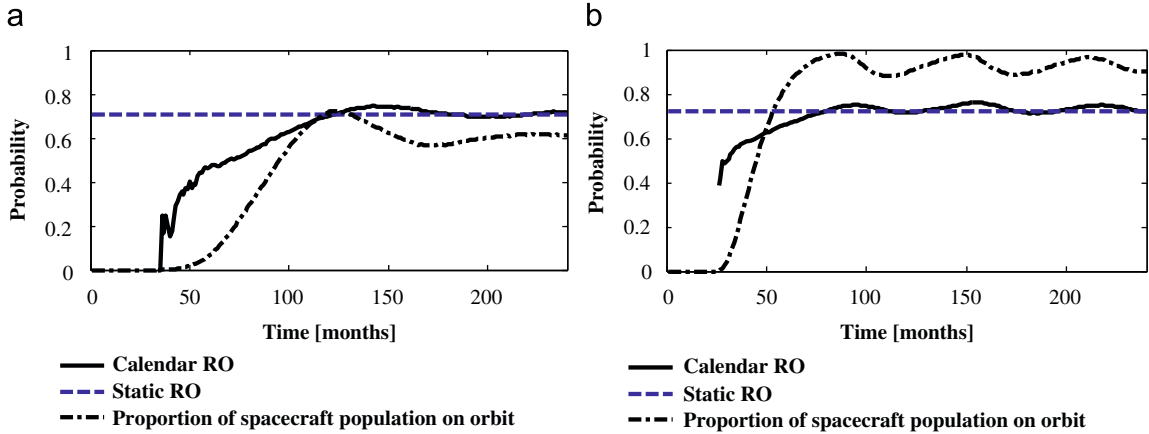 a
1
0.8
0.6
0.4
0.2
0
Probability
0 50 100 150 200
Time [months]
Calendar RO
Static RO
Proportion of spacecraft population on orbit
b
1
0.8
0.6
0.4
0.2
0
Probability
0 50 100 150 200
Time [months]
Calendar RO
Static RO
Proportion of spacecraft population on orbit